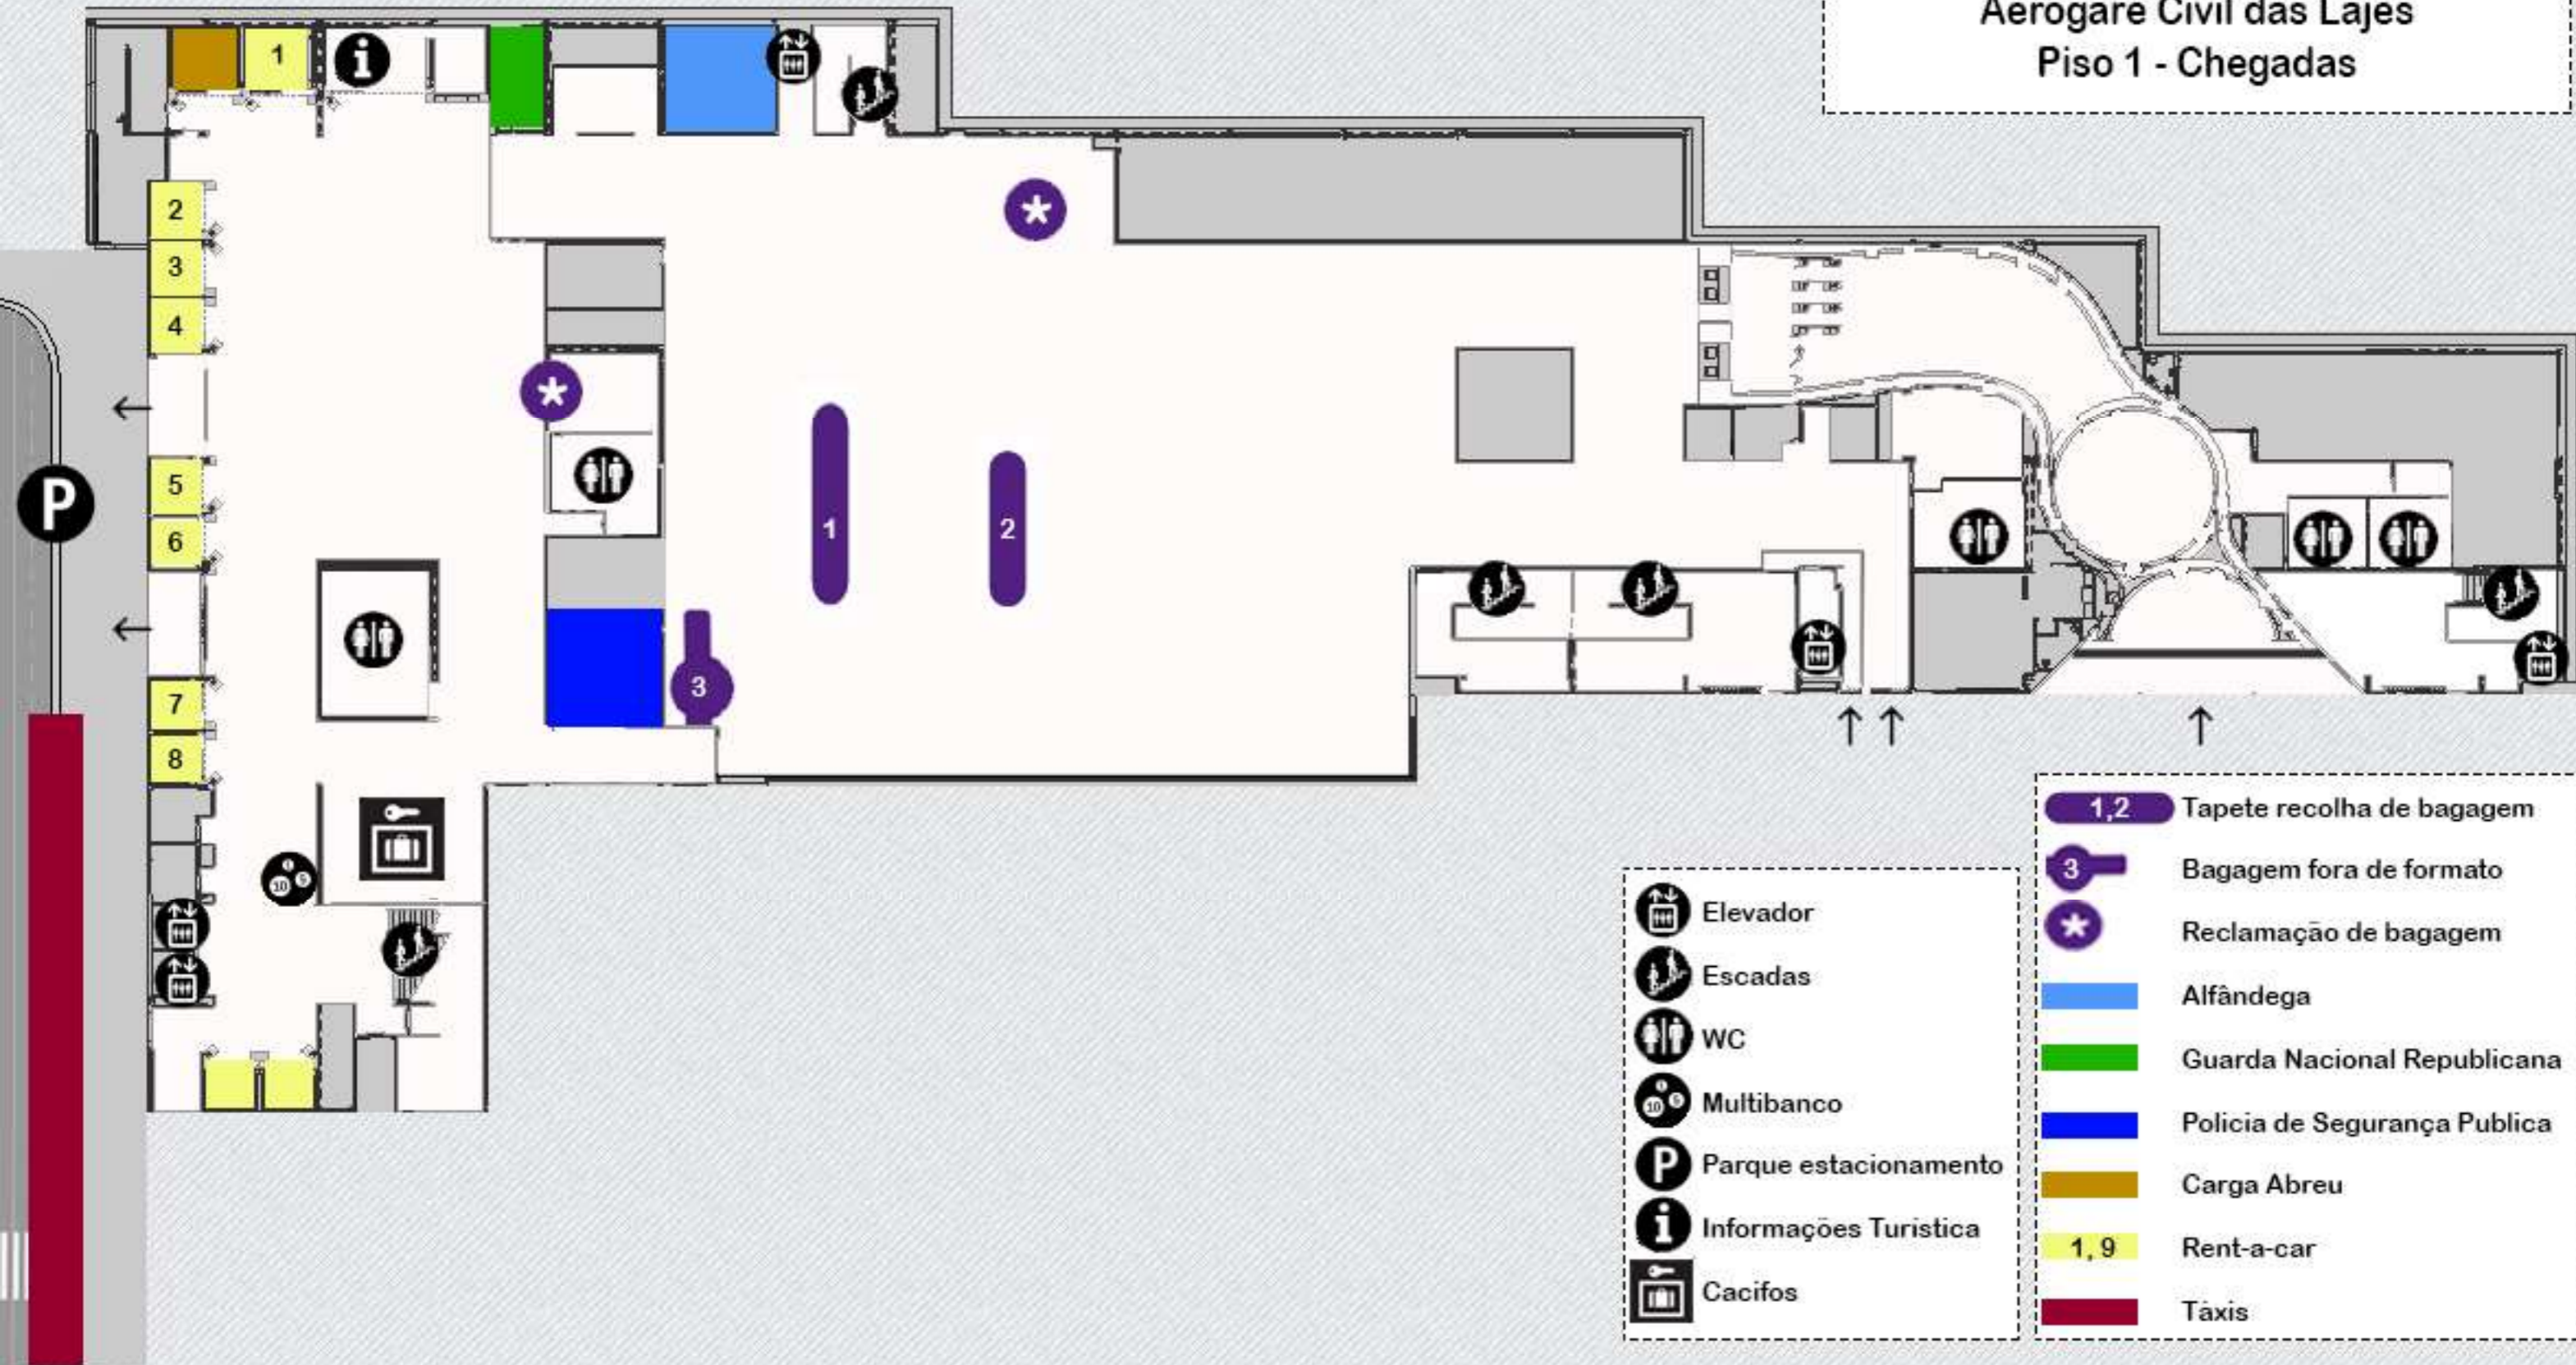 Aerogare Civil das Lajes
Piso 1 - Chegadas
1
2
3
4
5
6
7
8
P
1
2
3
1,2 Tapete recolha de bagagem
3 Bagagem fora de formato
Reclamação de bagagem
Alfândega
Guarda Nacional Republicana
Policia de Segurança Publica
Carga Abreu
1, 9 Rent-a-car
Táxis
Elevador
Escadas
WC
Multibanco
P Parque estacionamento
i Informações Turistica
Cacifos